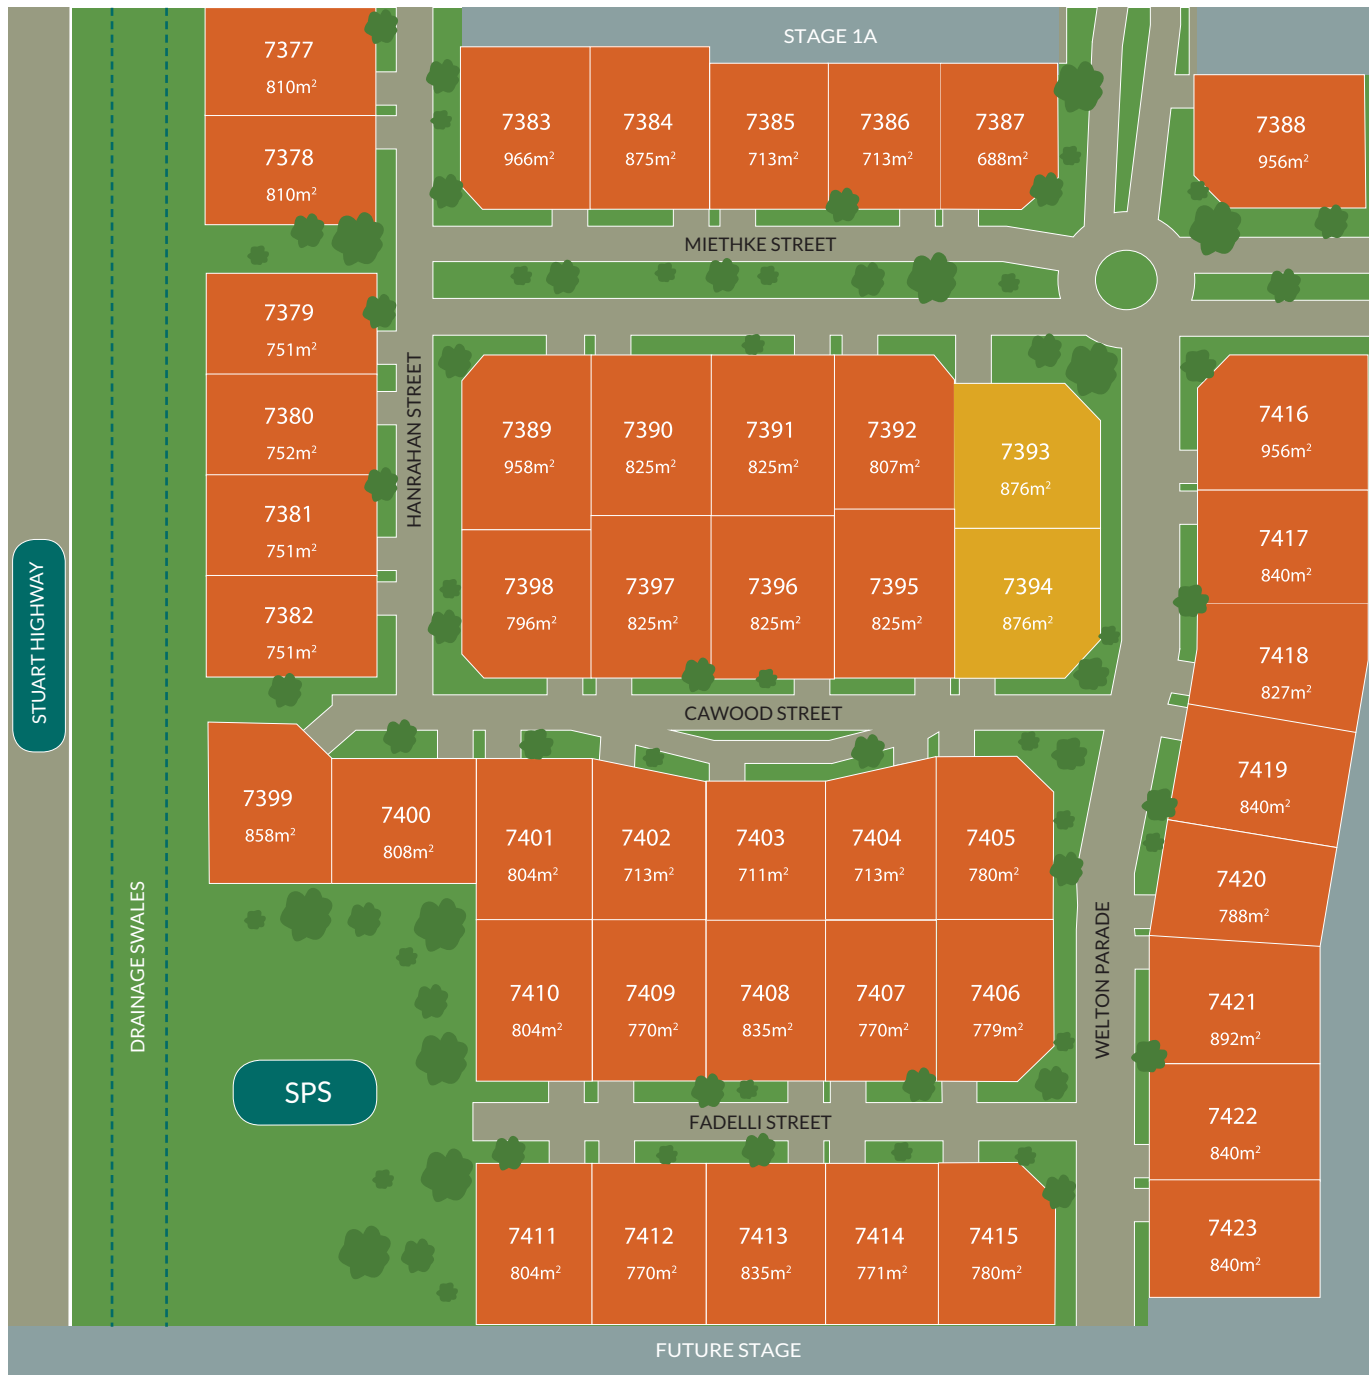 STAGE 1A
7377
810m²
7378
810m²
7383
966m²
7384
875m²
7385
713m²
7386
713m²
7387
688m²
7388
956m²
MIETHKE STREET
7379
751m²
7380
752m²
7381
751m²
7382
751m²
HANRAHAN STREET
7389
958m²
7390
825m²
7391
825m²
7392
807m²
7393
876m²
7398
796m²
7397
825m²
7396
825m²
7395
825m²
7394
876m²
7416
956m²
7417
840m²
7418
827m²
7419
840m²
7420
788m²
7421
892m²
7422
840m²
7423
840m²
STUART HIGHWAY
CAWOOD STREET
7399
858m²
7400
808m²
7401
804m²
7402
713m²
7403
711m²
7404
713m²
7405
780m²
7410
804m²
7409
770m²
7408
835m²
7407
770m²
7406
779m²
DRAINAGE SWALES
WELTON PARADE
SPS
FADELLI STREET
7411
804m²
7412
770m²
7413
835m²
7414
771m²
7415
780m²
FUTURE STAGE